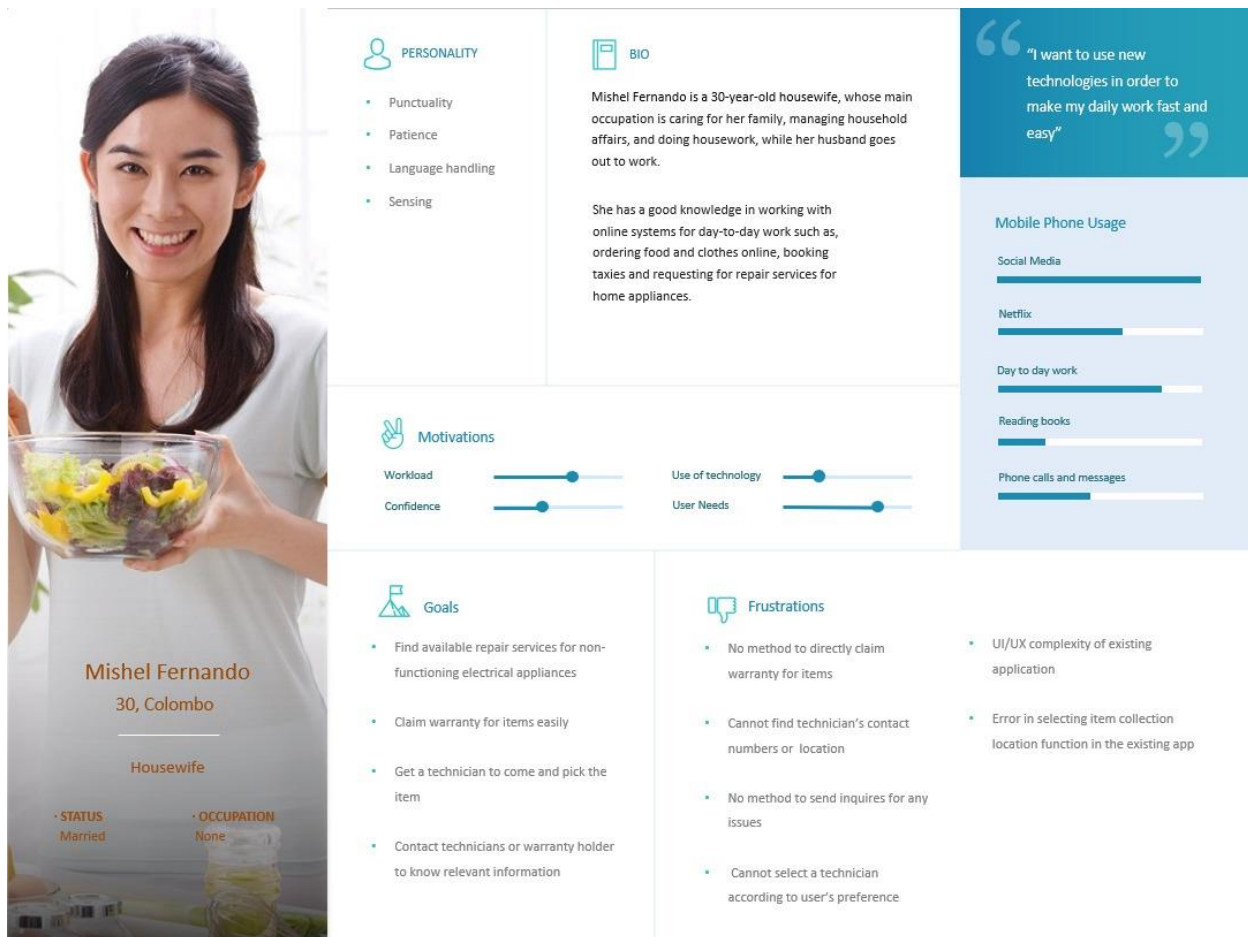 PERSONALITY
• Punctuality
• Patience
• Language handling
• Sensing
BIO
Mishel Fernando is a 30-year-old housewife, whose main
occupation is caring for her family, managing household
affairs, and doing housework, while her husband goes
out to work.
She has a good knowledge in working with
online systems for day-to-day work such as,
ordering food and clothes online, booking
taxies and requesting for repair services for
home appliances.
“I want to use new
technologies in order to
make my daily work fast and
easy”
Mobile Phone Usage
Social Media
Netflix
Day to day work
Reading books
Phone calls and messages
Motivations
Workload
Confidence
Use of technology
User Needs
Mishel Fernando
30, Colombo
Housewife
· STATUS
Married
· OCCUPATION
None
Goals
• Find available repair services for non-
functioning electrical appliances
• Claim warranty for items easily
• Get a technician to come and pick the
item
• Contact technicians or warranty holder
to know relevant information
Frustrations
• No method to directly claim
warranty for items
• Cannot find technician’s contact
numbers or location
• No method to send inquires for any
issues
• Cannot select a technician
according to user’s preference
• UI/UX complexity of existing
application
• Error in selecting item collection
location function in the existing app